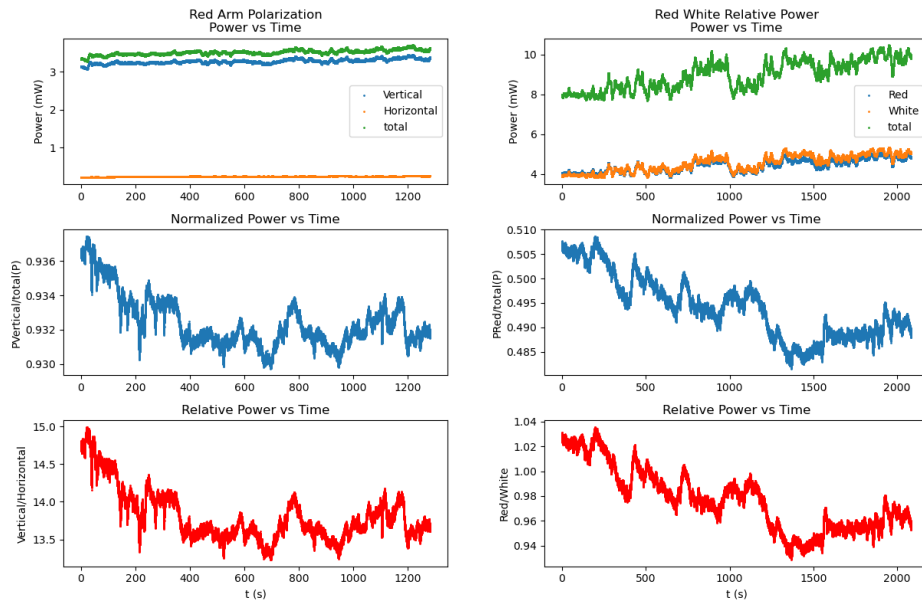 Red Arm Polarization
Power vs Time
Power (mW)
3
2
1
Vertical
Horizontal
total
0 200 400 600 800 1000 1200
Red White Relative Power
Power vs Time
Power (mW)
10
8
6
4
Red
White
total
0 500 1000 1500 2000
Normalized Power vs Time
PVertical/total(P)
0.936
0.934
0.932
0.930
0 200 400 600 800 1000 1200
Normalized Power vs Time
PRed/total(P)
0.510
0.505
0.500
0.495
0.490
0.485
0 500 1000 1500 2000
Relative Power vs Time
Vertical/Horizontal
15.0
14.5
14.0
13.5
0 200 400 600 800 1000 1200
t (s)
Relative Power vs Time
Red/White
1.04
1.02
1.00
0.98
0.96
0.94
0 500 1000 1500 2000
t (s)